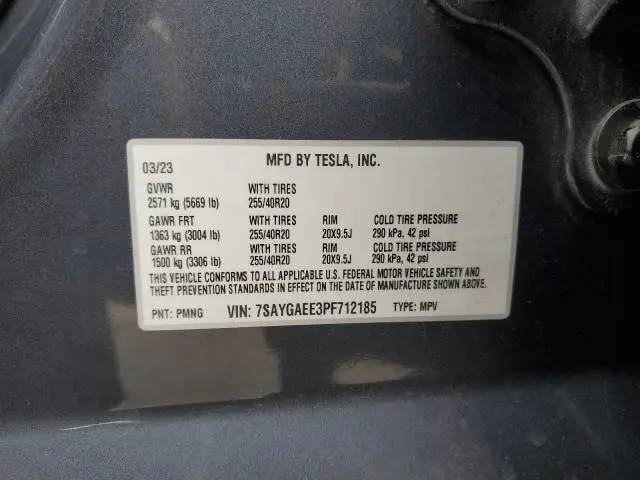 MFD BY TESLA, INC.
03/23
GVWR WITH TIRES
2571 kg (5669 lb) 255/40R20
GAWR FRT WITH TIRES RIM COLD TIRE PRESSURE
1363 kg (3004 lb) 255/40R20 20X9.5J 290 kPa, 42 psi
GAWR RR WITH TIRES RIM COLD TIRE PRESSURE
1500 kg (3306 lb) 255/40R20 20X9.5J 290 kPa, 42 psi
THIS VEHICLE CONFORMS TO ALL APPLICABLE U.S. FEDERAL MOTOR VEHICLE SAFETY AND
THEFT PREVENTION STANDARDS IN EFFECT ON THE DATE OF MANUFACTURE SHOWN ABOVE.
PNT: PMNG VIN: 7SAYGAEE3PF712185 TYPE: MPV